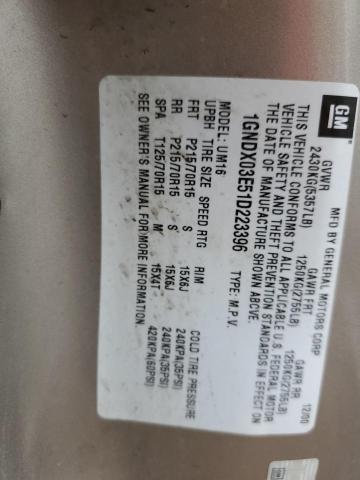 GM
MFD BY GENERAL MOTORS CORP 12/00
GVWR GAWR FRT GAWR RR
2430KG(5357LB) 1250KG(2755LB) 1250KG(2755LB)
THIS VEHICLE CONFORMS TO ALL APPLICABLE U.S. FEDERAL MOTOR
VEHICLE SAFETY AND THEFT PREVENTION STANDARDS IN EFFECT ON
THE DATE OF MANUFACTURE SHOWN ABOVE.
1GNDX03E51D223396 TYPE: M.P.V.
MODEL: UM16
UPBH TIRE SIZE SPEED RTG RIM COLD TIRE PRESSURE
FRT P215/70R15 S 15X6J 240KPA(35PSI)
RR P215/70R15 S 15X6J 240KPA(35PSI)
SPA T125/70R15 M 15X4T 420KPA(60PSI)
SEE OWNER'S MANUAL FOR MORE INFORMATION.